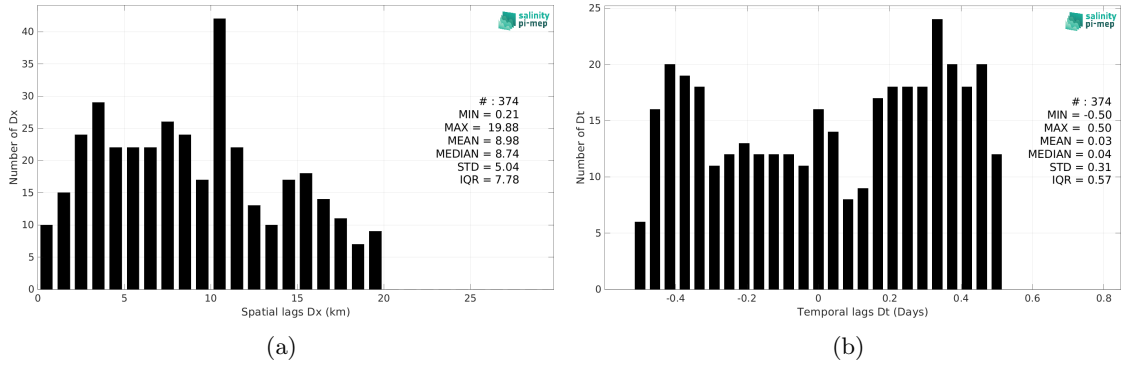 salinity
pi-mep
40
35
30
25
20
15
10
5
0
Number of Dx
# : 374
MIN = 0.21
MAX = 19.88
MEAN = 8.98
MEDIAN = 8.74
STD = 5.04
IQR = 7.78
0 5 10 15 20 25
Spatial lags Dx (km)
(a)
salinity
pi-mep
25
20
15
10
5
0
Number of Dt
# : 374
MIN = -0.50
MAX = 0.50
MEAN = 0.03
MEDIAN = 0.04
STD = 0.31
IQR = 0.57
-0.4 -0.2 0 0.2 0.4 0.6 0.8
Temporal lags Dt (Days)
(b)